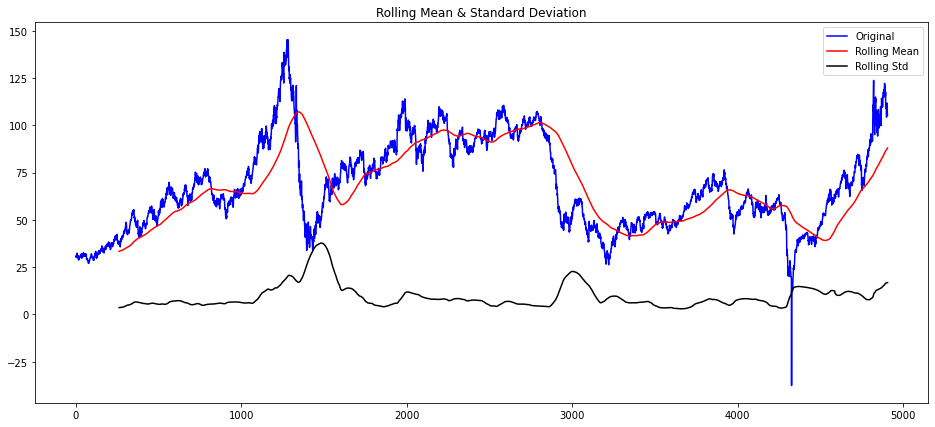 Rolling Mean & Standard Deviation
Original
Rolling Mean
Rolling Std
150
125
100
75
50
25
0
−25
0 1000 2000 3000 4000 5000